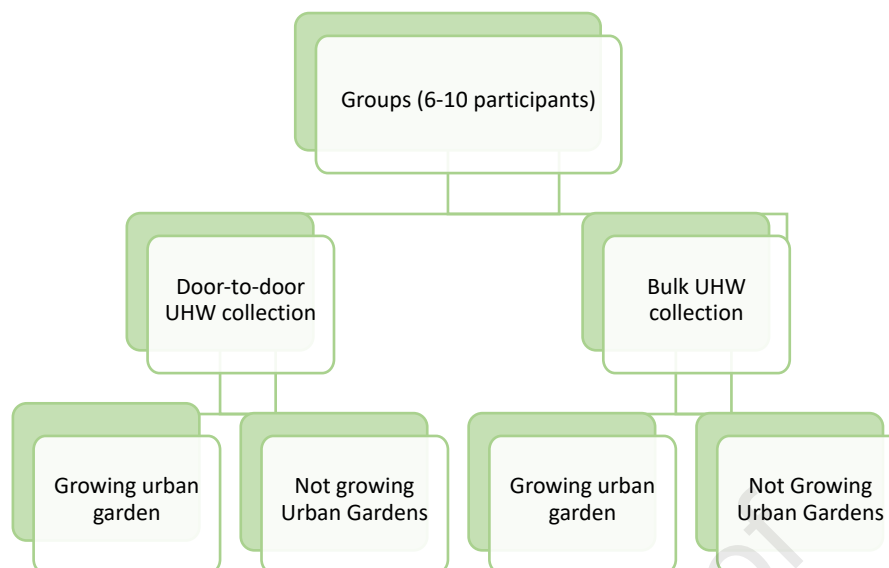 Groups (6-10 participants)
Door-to-door
UHW collection
Bulk UHW
collection
Growing urban
garden
Not growing
Urban Gardens
Growing urban
garden
Not Growing
Urban Gardens